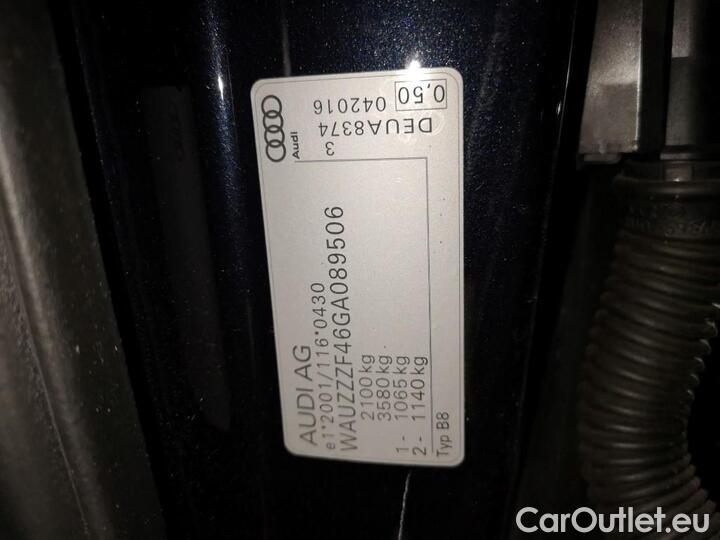 AUDI AG
e1*2001/116*0430
WAUZZZF46GA089506
2100 kg
3580 kg
1 - 1065 kg
2 - 1140 kg
Typ B8
Audi
3
DEUA8374
042016
0,50
CarOutlet.eu